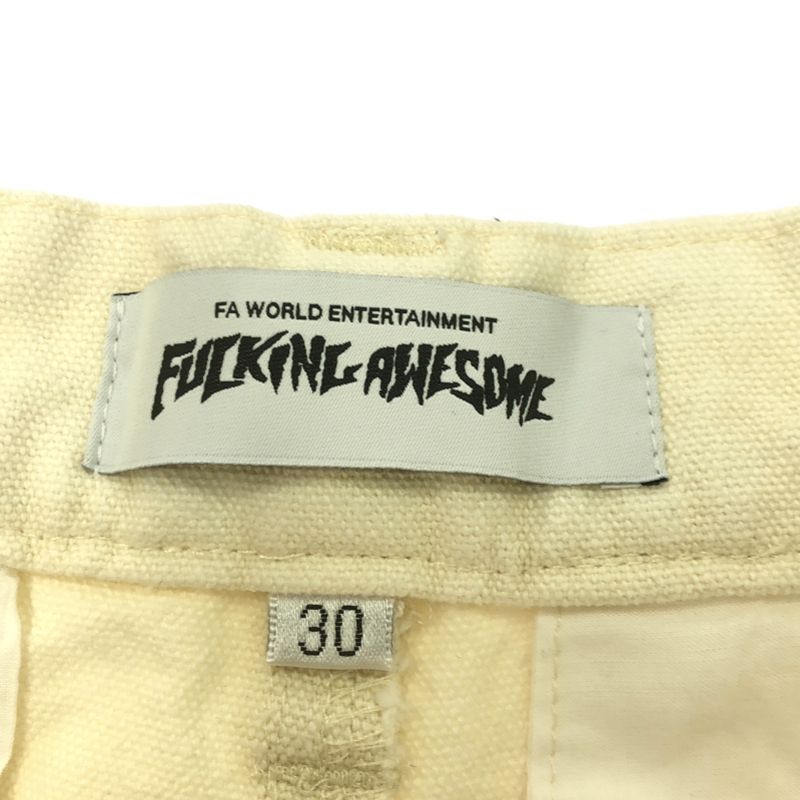 FA WORLD ENTERTAINMENT
FUCKING AWESOME
30